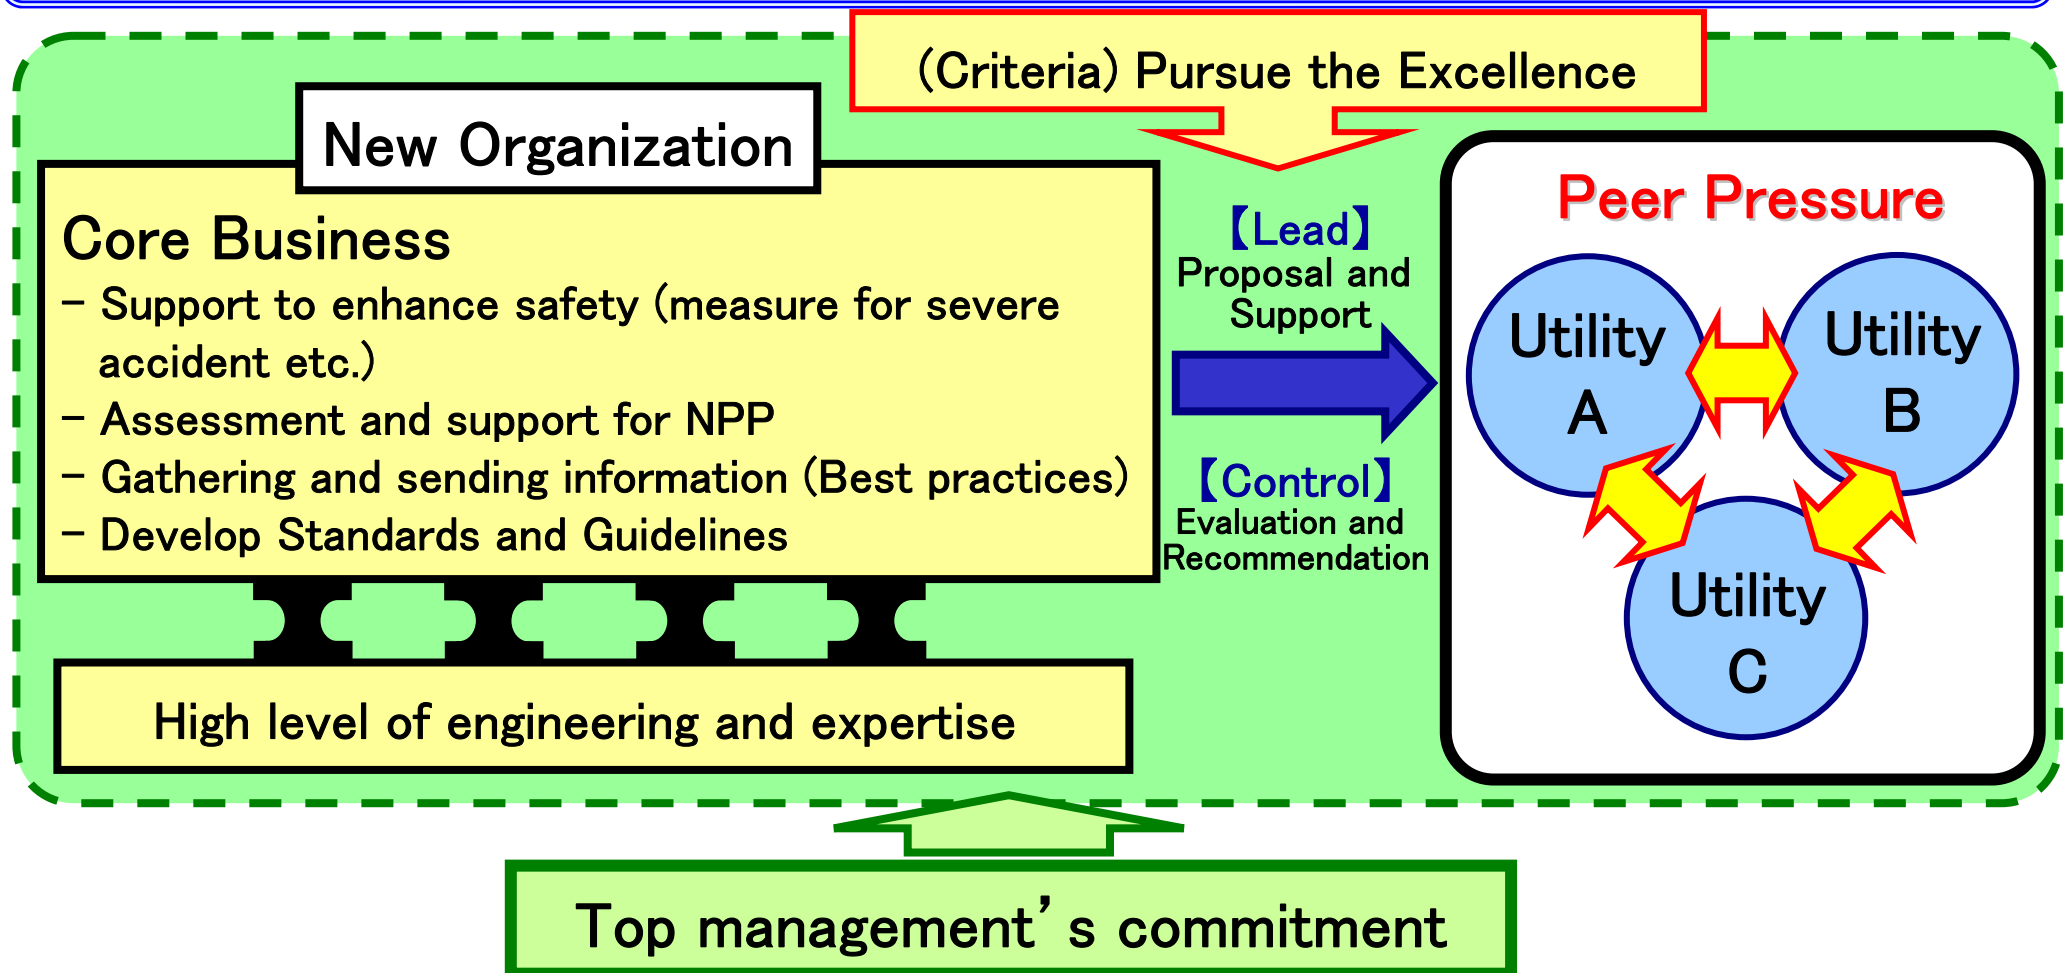 (Criteria) Pursue the Excellence
New Organization
Core Business
- Support to enhance safety (measure for severe
accident etc.)
- Assessment and support for NPP
- Gathering and sending information (Best practices)
- Develop Standards and Guidelines
High level of engineering and expertise
【Lead】
Proposal and
Support
【Control】
Evaluation and
Recommendation
Peer Pressure
Utility
A
Utility
B
Utility
C
Top management’s commitment